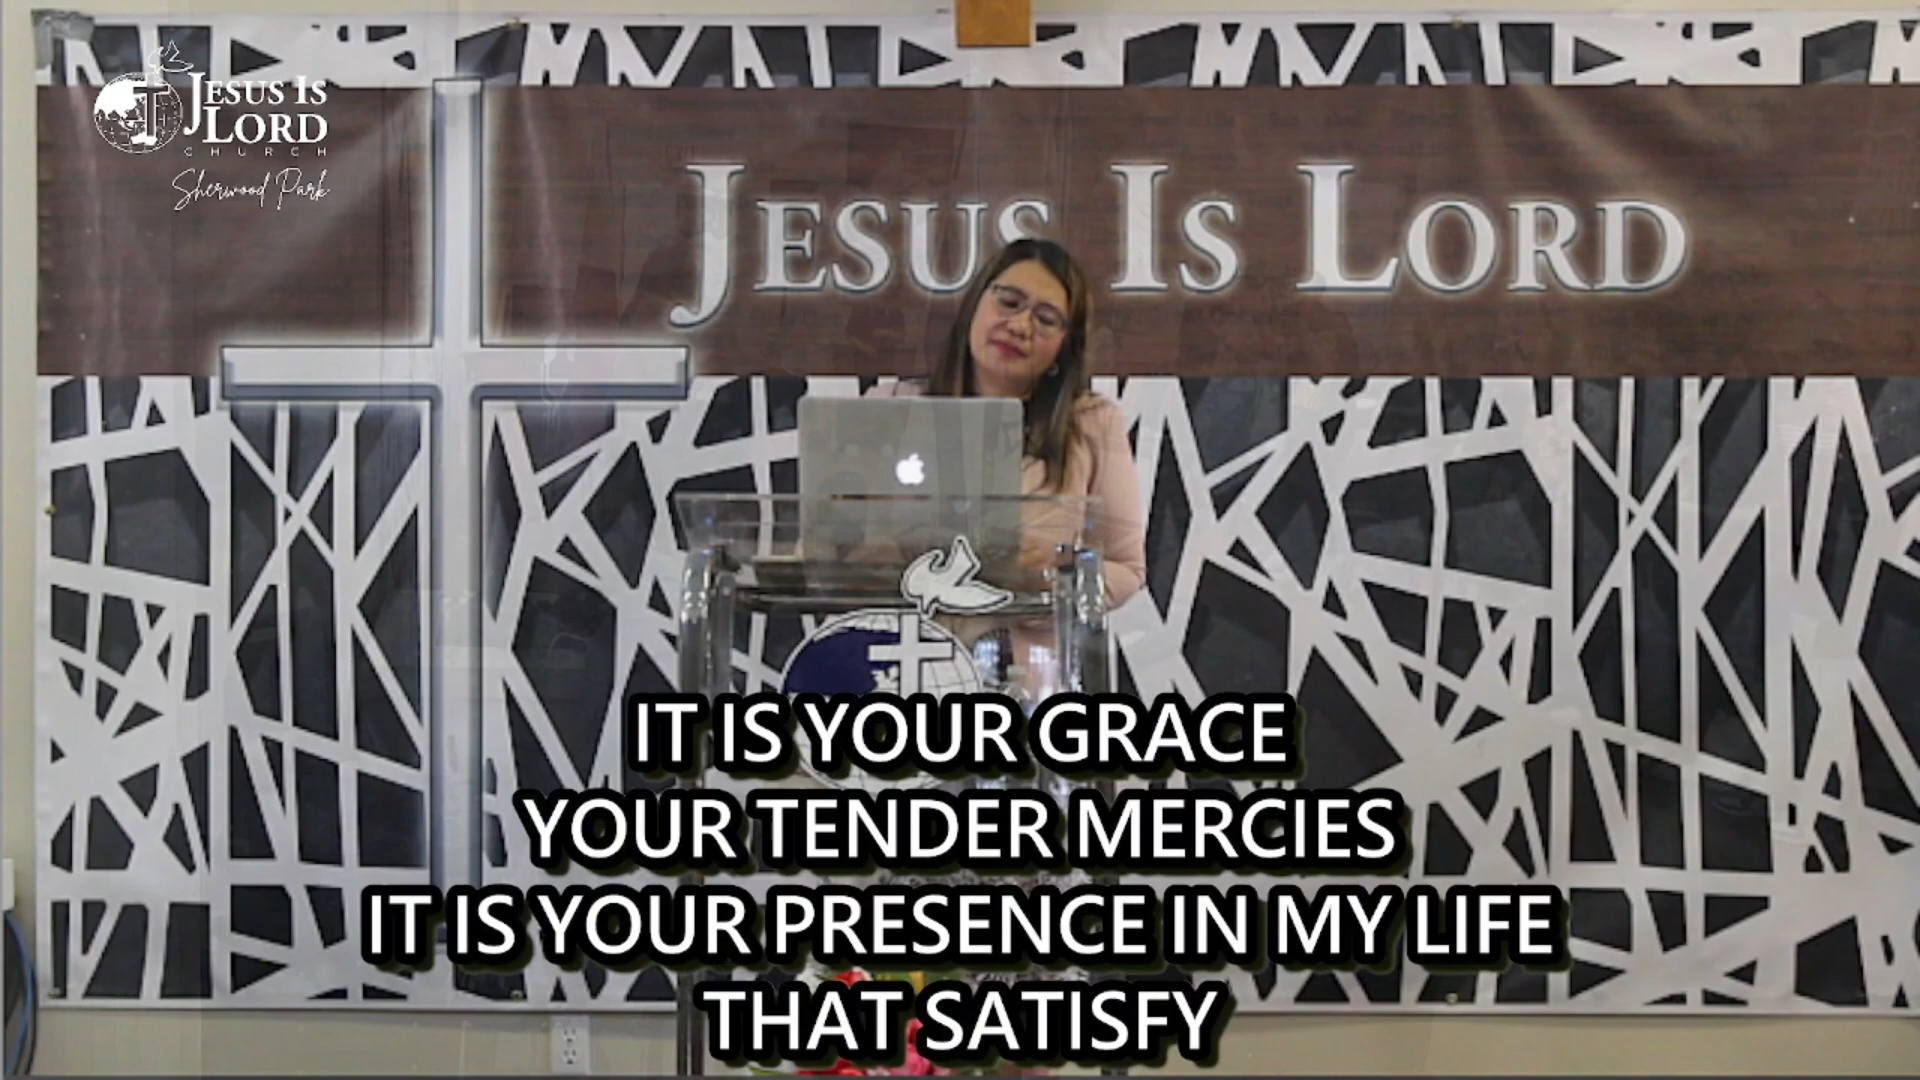 JESUS IS
LORD
CHURCH
Sherwood Park
JESUS IS LORD
IT IS YOUR GRACE
YOUR TENDER MERCIES
IT IS YOUR PRESENCE IN MY LIFE
THAT SATISFY